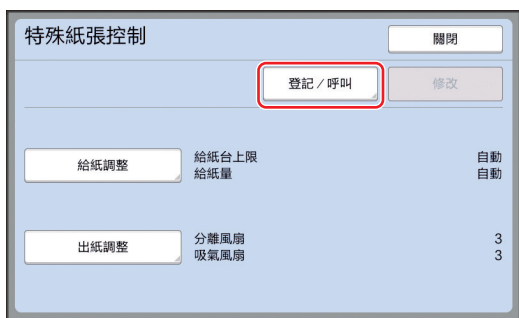 特殊紙張控制
關閉
登記／呼叫
修改
給紙調整
給紙台上限 自動
給紙量 自動
出紙調整
分離風扇 3
吸氣風扇 3